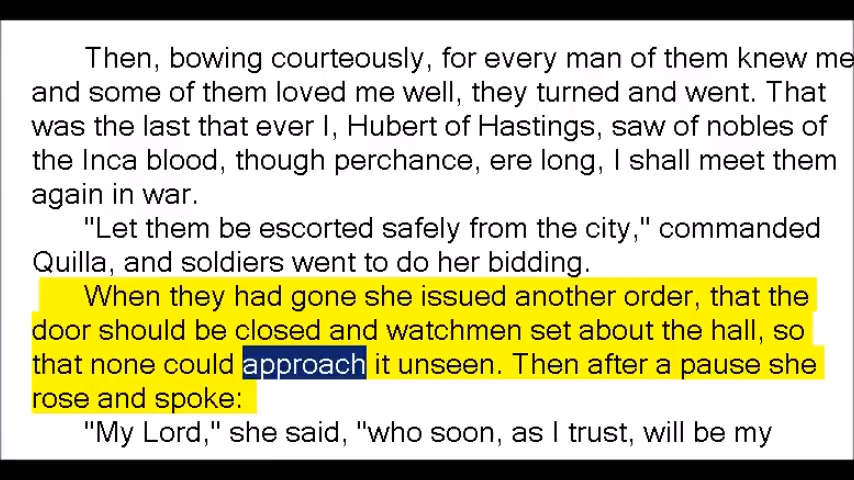 Then, bowing courteously, for every man of them knew me
and some of them loved me well, they turned and went. That
was the last that ever I, Hubert of Hastings, saw of nobles of
the Inca blood, though perchance, ere long, I shall meet them
again in war.
"Let them be escorted safely from the city," commanded
Quilla, and soldiers went to do her bidding.
When they had gone she issued another order, that the
door should be closed and watchmen set about the hall, so
that none could approach it unseen. Then after a pause she
rose and spoke:
"My Lord," she said, "who soon, as I trust, will be my